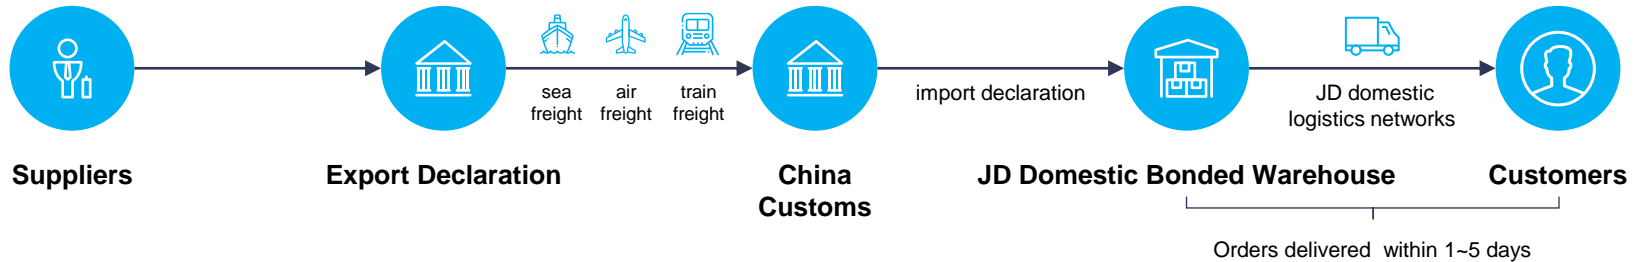 sea
freight
air
freight
train
freight
import declaration
JD domestic
logistics networks
Suppliers
Export Declaration
China
Customs
JD Domestic Bonded Warehouse
Customers
Orders delivered  within 1~5 days